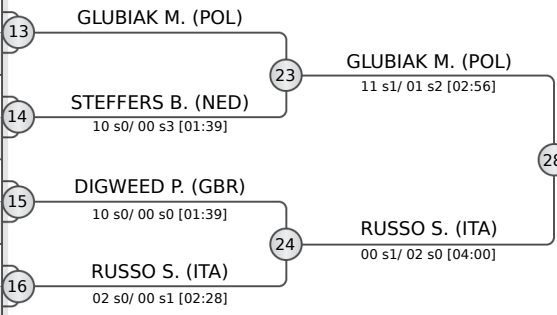 GLUBIAK M. (POL)
13
23
GLUBIAK M. (POL)
11 s1/ 01 s2 [02:56]
STEFFERS B. (NED)
14
10 s0/ 00 s3 [01:39]
28
DIGWEED P. (GBR)
15
10 s0/ 00 s0 [01:39]
RUSSO S. (ITA)
24
00 s1/ 02 s0 [04:00]
RUSSO S. (ITA)
16
02 s0/ 00 s1 [02:28]